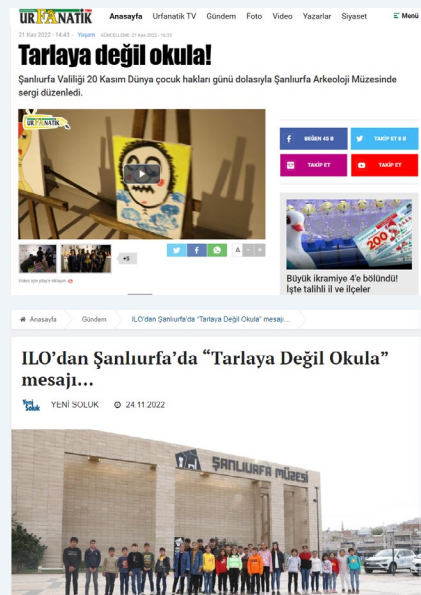 URFANATİK
Anasayfa Urfanatik TV Gündem Foto Video Yazarlar Siyaset Menü
21 Kas 2022 - 14:43 - Yaşam
Tarlaya değil okula!
Şanlıurfa Valiliği 20 Kasım Dünya çocuk hakları günü dolasıyla Şanlıurfa Arkeoloji Müzesinde
sergi düzenledi.
URFANATİK
BEĞEN 45 B
TAKİP ET 8 B
TAKİP ET
TAKİP ET
200
+5
A - +
Büyük ikramiye 4'e bölündü!
İşte talihli il ve ilçeler
Anasayfa Gündem ILO'dan Şanlıurfa'da "Tarlaya Değil Okula" mesajı...
ILO'dan Şanlıurfa'da "Tarlaya Değil Okula"
mesajı...
Yeni Soluk
YENİ SOLUK 24.11.2022
ŞANLIURFA MÜZESİ